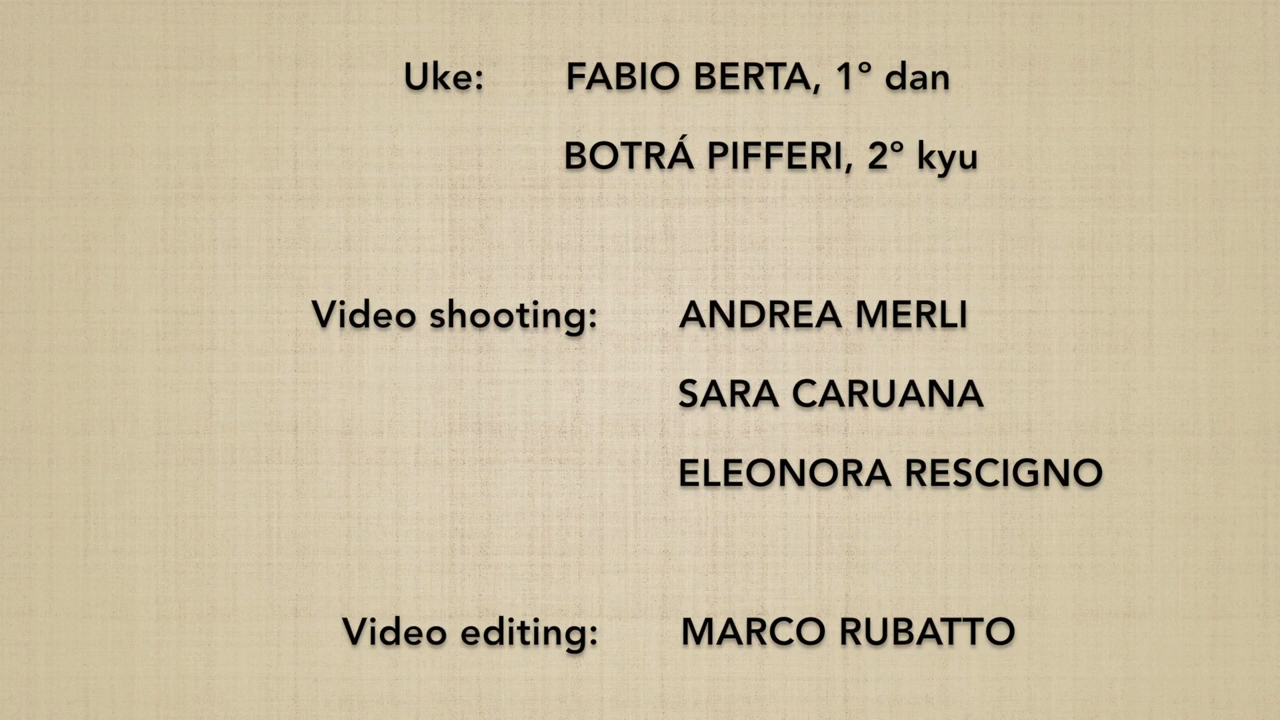 Uke: FABIO BERTA, 1° dan
BOTRÁ PIFFERI, 2° kyu
Video shooting: ANDREA MERLI
SARA CARUANA
ELEONORA RESCIGNO
Video editing: MARCO RUBATTO